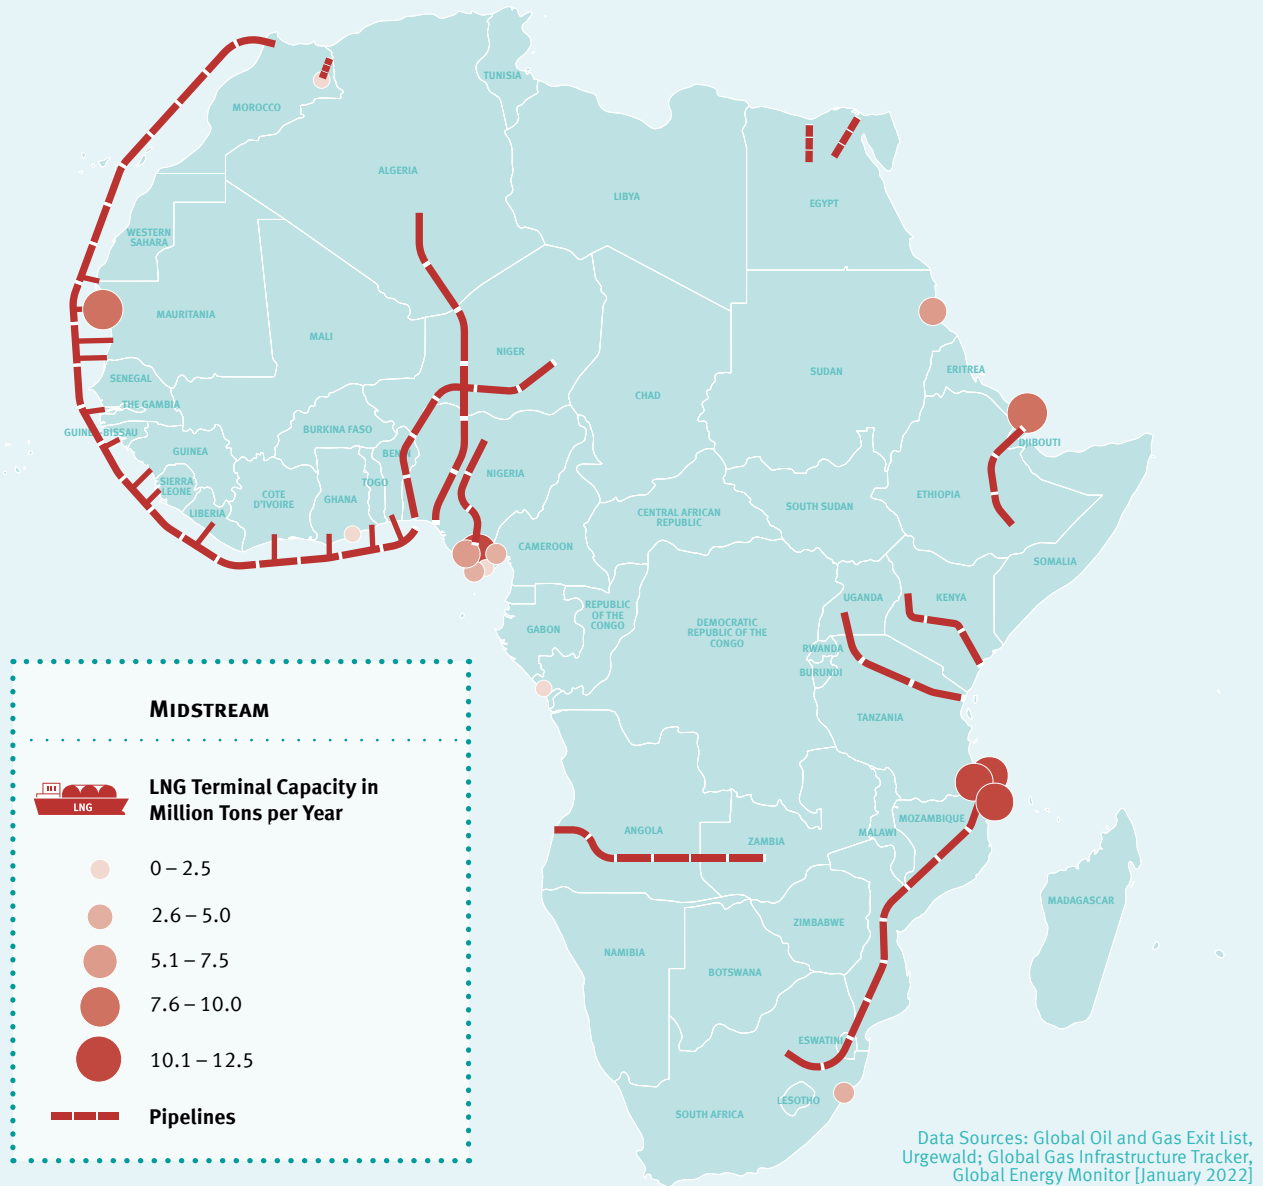 TUNISIA
MOROCCO
ALGERIA
LIBYA
EGYPT
WESTERN
SAHARA
MAURITANIA
MALI
NIGER
CHAD
SUDAN
ERITREA
SENEGAL
THE GAMBIA
GUINEA-BISSAU
GUINEA
SIERRA
LEONE
LIBERIA
COTE
D'IVOIRE
BURKINA FASO
GHANA
TOGO
BENIN
NIGERIA
CAMEROON
CENTRAL AFRICAN
REPUBLIC
SOUTH SUDAN
ETHIOPIA
DJIBOUTI
SOMALIA
UGANDA
KENYA
RWANDA
BURUNDI
TANZANIA
DEMOCRATIC
REPUBLIC OF THE
CONGO
REPUBLIC
OF THE
CONGO
GABON
ANGOLA
ZAMBIA
MALAWI
MOZAMBIQUE
MADAGASCAR
ZIMBABWE
NAMIBIA
BOTSWANA
ESWATINI
LESOTHO
SOUTH AFRICA
MIDSTREAM
LNG
LNG Terminal Capacity in
Million Tons per Year
0 – 2.5
2.6 – 5.0
5.1 – 7.5
7.6 – 10.0
10.1 – 12.5
Pipelines
Data Sources: Global Oil and Gas Exit List,
Urgewald; Global Gas Infrastructure Tracker,
Global Energy Monitor [January 2022]